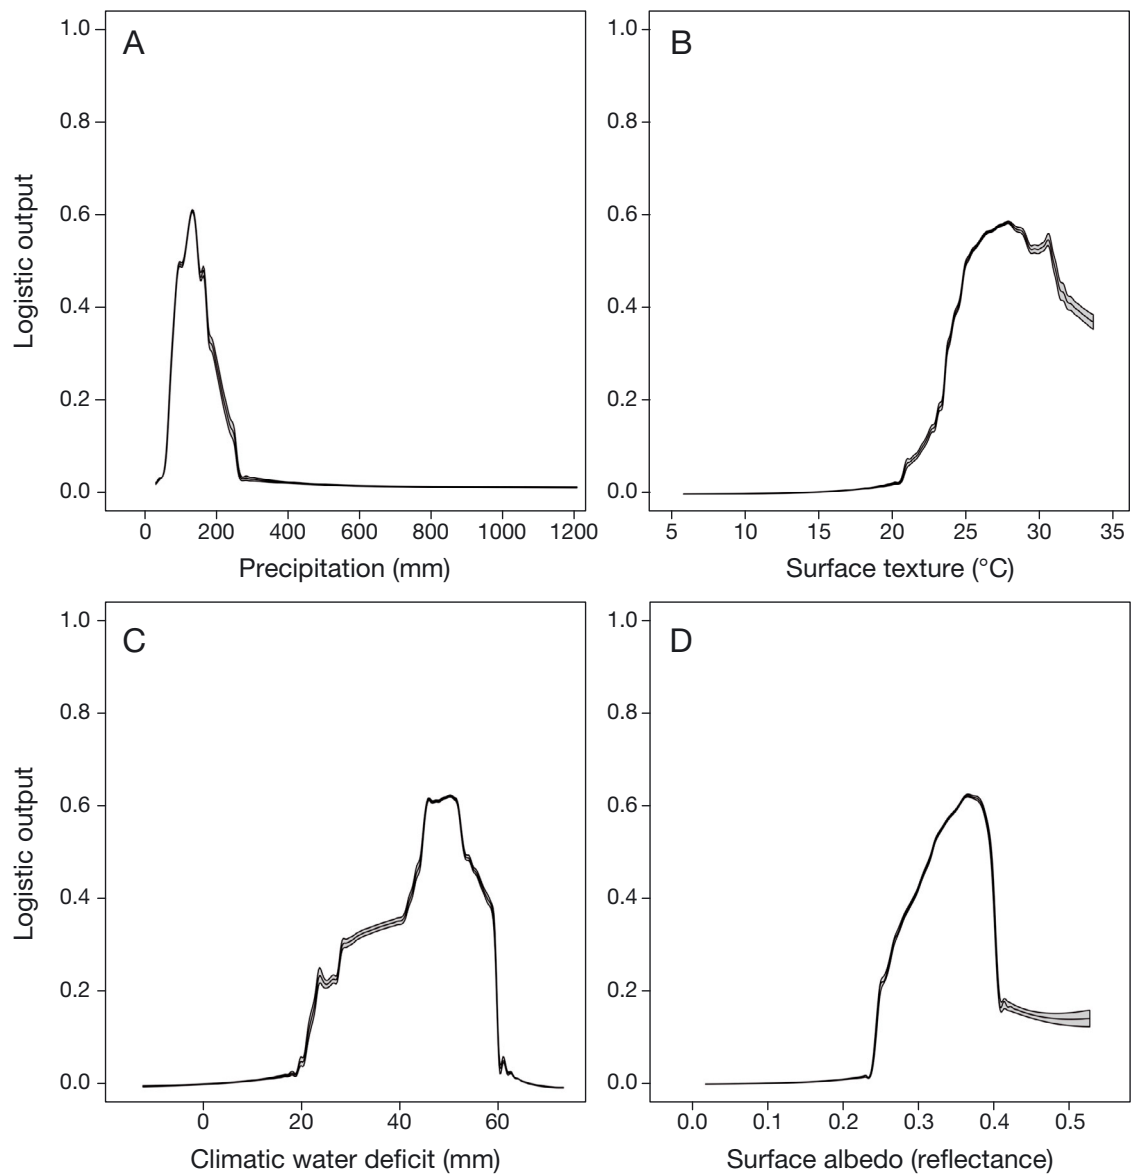 A
B
1.0
0.8
0.6
0.4
0.2
0.0
Logistic output
0 200 400 600 800 1000 1200
Precipitation (mm)
1.0
0.8
0.6
0.4
0.2
0.0
5 10 15 20 25 30 35
Surface texture (°C)
C
D
1.0
0.8
0.6
0.4
0.2
0.0
Logistic output
0 20 40 60
Climatic water deficit (mm)
1.0
0.8
0.6
0.4
0.2
0.0
0.0 0.1 0.2 0.3 0.4 0.5
Surface albedo (reflectance)